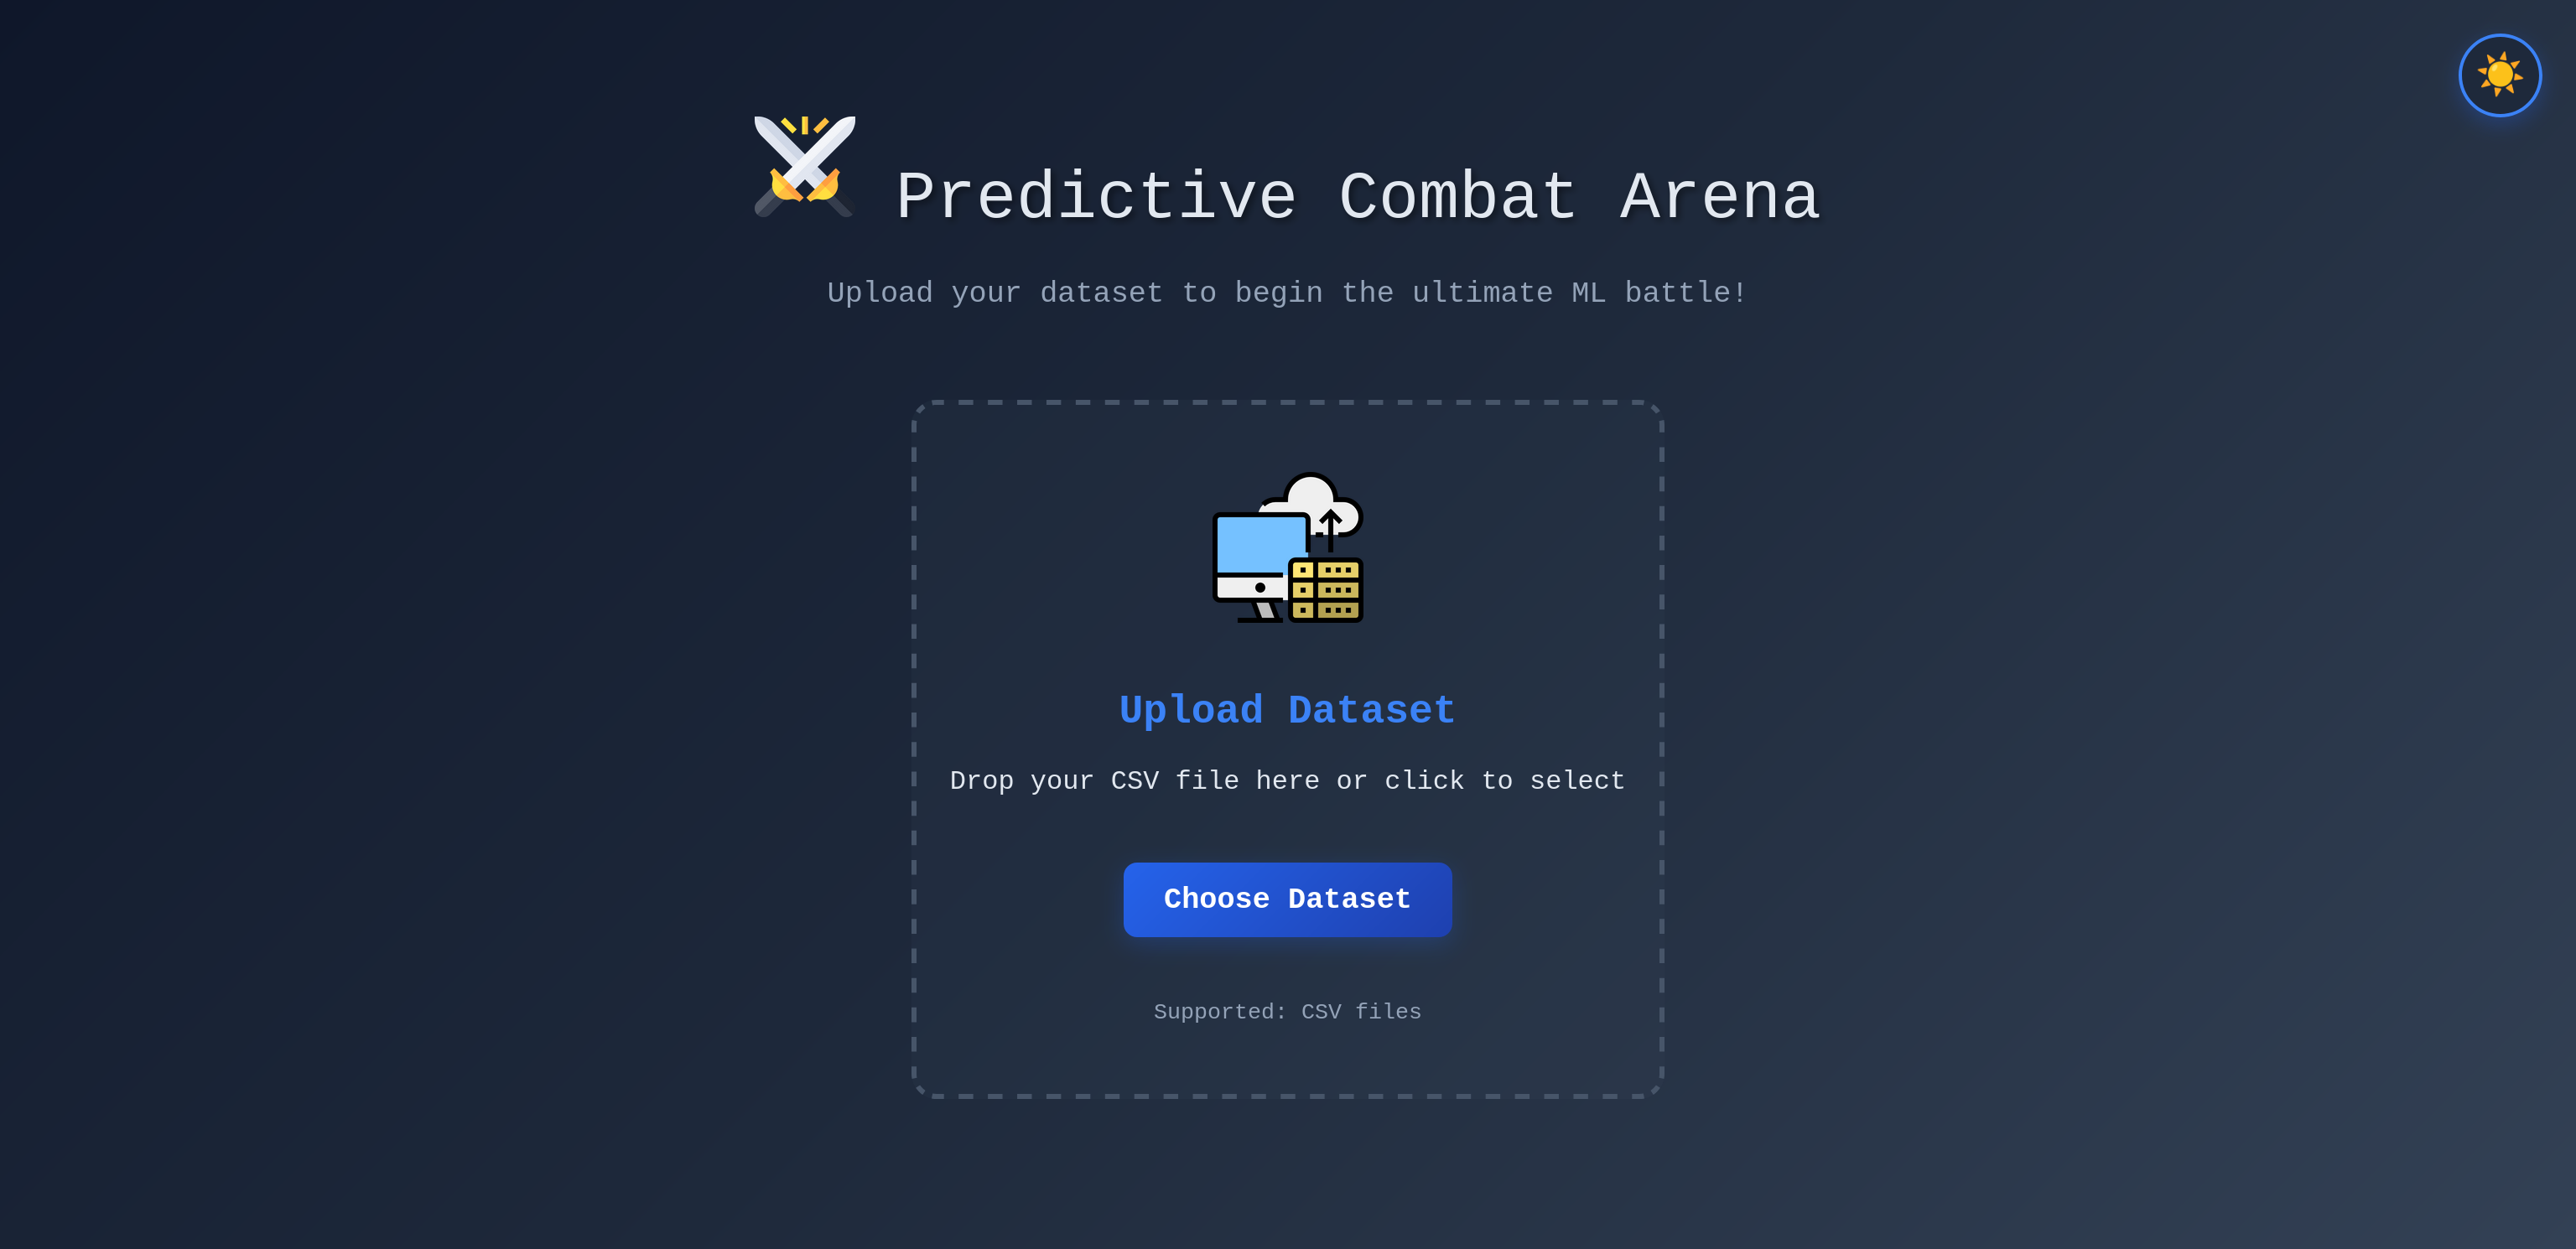 Predictive Combat Arena
Upload your dataset to begin the ultimate ML battle!
Upload Dataset
Drop your CSV file here or click to select
Choose Dataset
Supported: CSV files